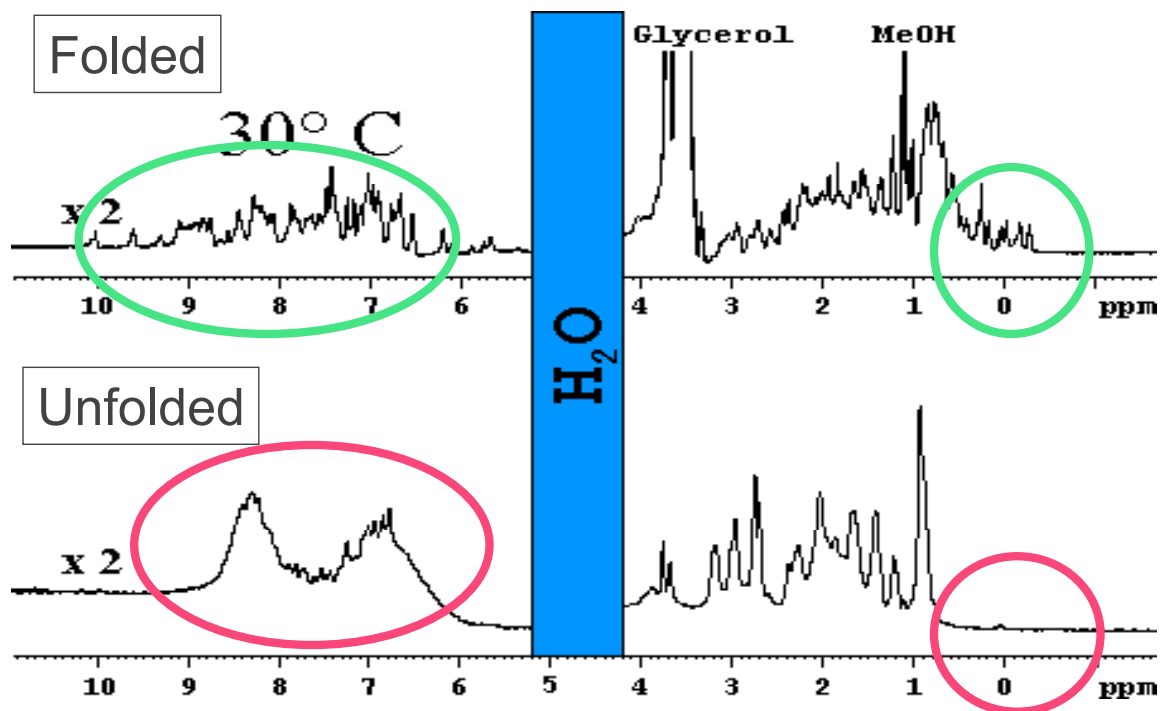 Folded
Glycerol MeOH
30° C
x 2
10 9 8 7 6 4 3 2 1 0 ppm
H₂O
Unfolded
x 2
10 9 8 7 6 5 4 3 2 1 0 ppm